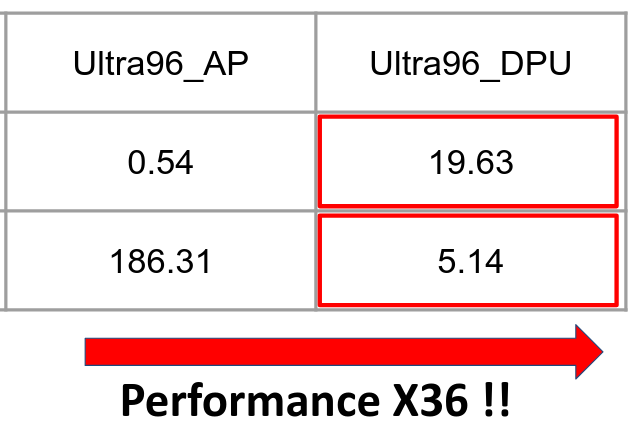 Ultra96_AP Ultra96_DPU
0.54 19.63
186.31 5.14
Performance X36 !!